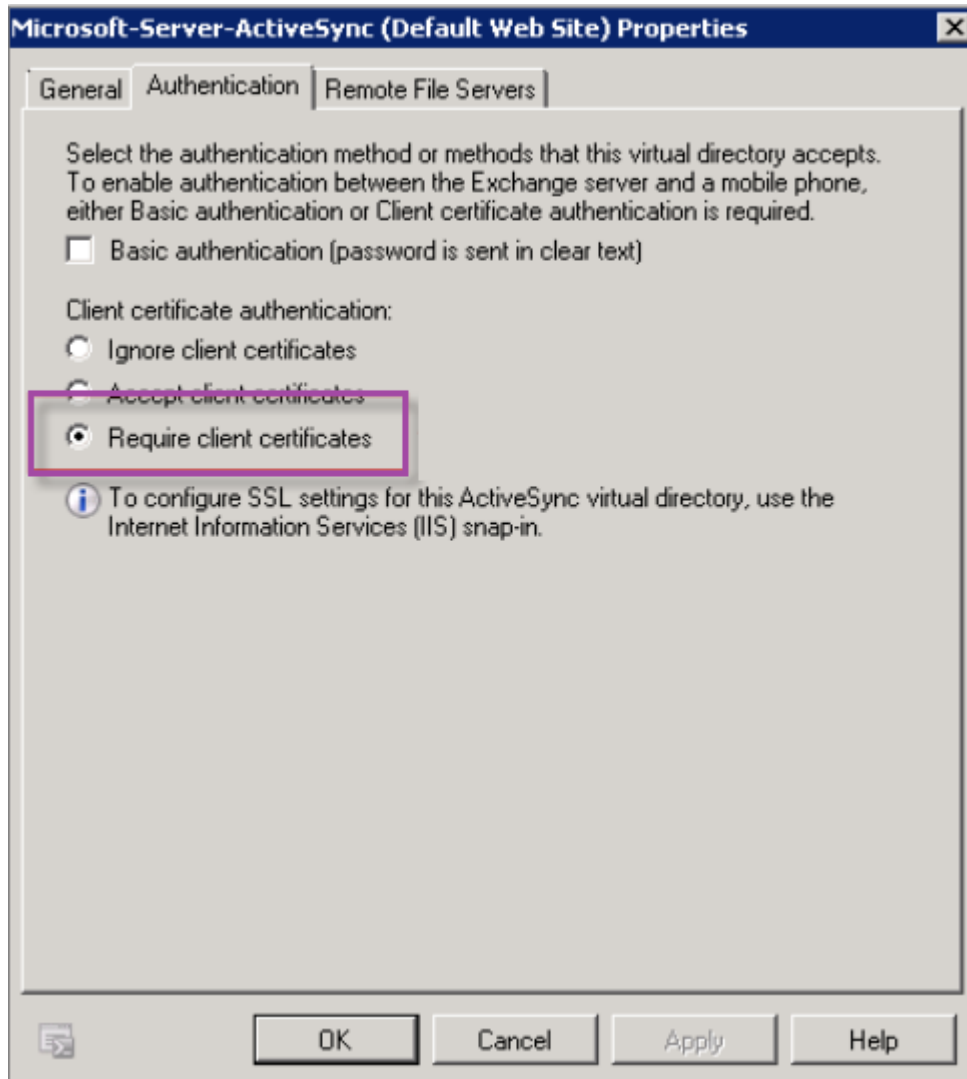 Microsoft-Server-ActiveSync (Default Web Site) Properties
General Authentication Remote File Servers
Select the authentication method or methods that this virtual directory accepts.
To enable authentication between the Exchange server and a mobile phone,
either Basic authentication or Client certificate authentication is required.
Basic authentication (password is sent in clear text)
Client certificate authentication:
Ignore client certificates
Accept client certificates
Require client certificates
To configure SSL settings for this ActiveSync virtual directory, use the
Internet Information Services (IIS) snap-in.
OK Cancel Apply Help